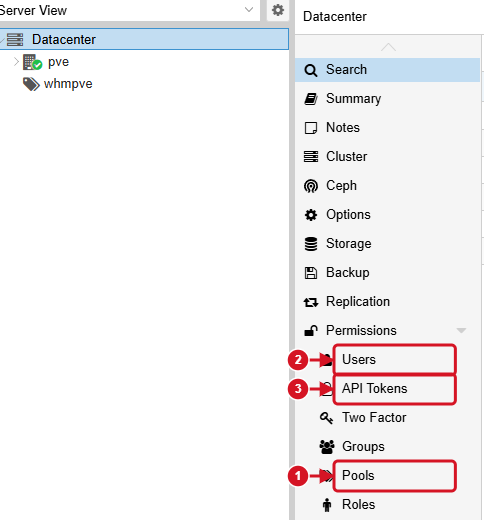 Server View
Datacenter
pve
whmpve
Datacenter
Search
Summary
Notes
Cluster
Ceph
Options
Storage
Backup
Replication
Permissions
2 Users
3 API Tokens
Two Factor
Groups
1 Pools
Roles